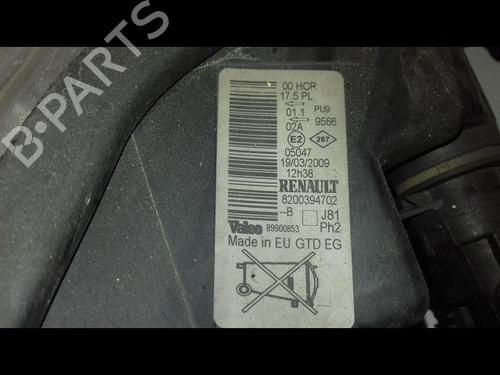 B-PARTS
00 HCR
17.5 PL
01.1 PU9
02A 9566
E2 287
05047
19/03/2009
12h38
RENAULT
8200394702
--B J81
Valeo 89900853 Ph2
Made in EU GTD EG